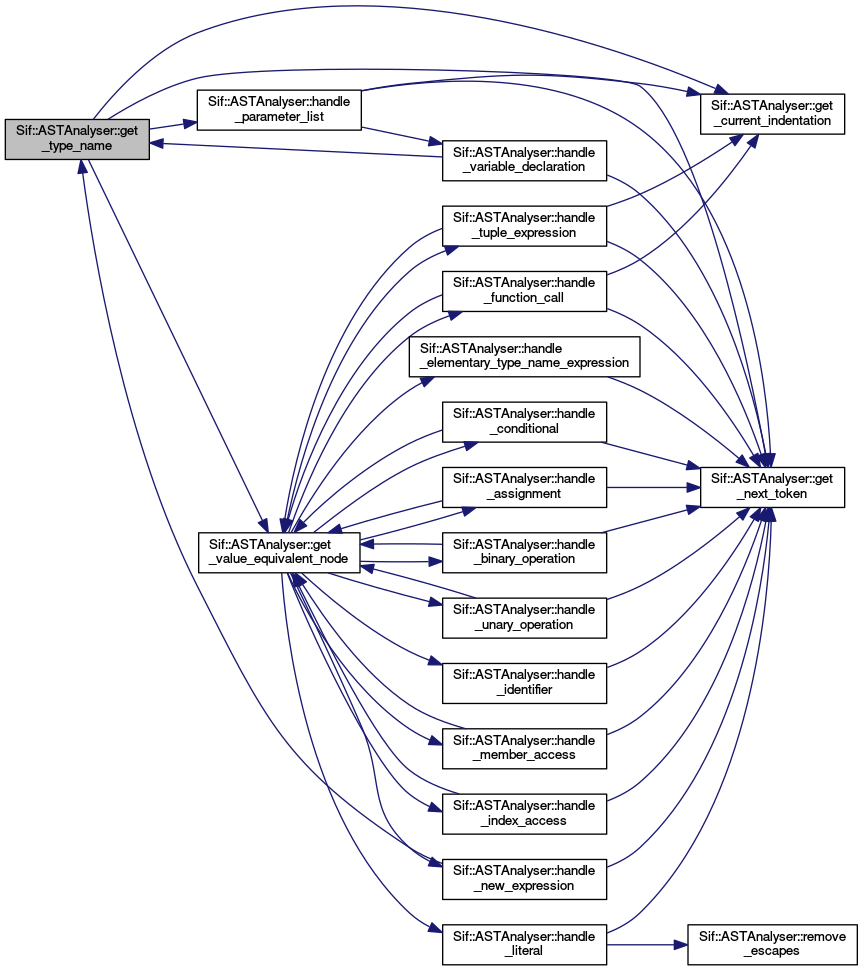 Sif::ASTAnalyser::get
_type_name
Sif::ASTAnalyser::handle
_parameter_list
Sif::ASTAnalyser::get
_current_indentation
Sif::ASTAnalyser::handle
_variable_declaration
Sif::ASTAnalyser::handle
_tuple_expression
Sif::ASTAnalyser::handle
_function_call
Sif::ASTAnalyser::handle
_elementary_type_name_expression
Sif::ASTAnalyser::handle
_conditional
Sif::ASTAnalyser::handle
_assignment
Sif::ASTAnalyser::get
_next_token
Sif::ASTAnalyser::get
_value_equivalent_node
Sif::ASTAnalyser::handle
_binary_operation
Sif::ASTAnalyser::handle
_unary_operation
Sif::ASTAnalyser::handle
_identifier
Sif::ASTAnalyser::handle
_member_access
Sif::ASTAnalyser::handle
_index_access
Sif::ASTAnalyser::handle
_new_expression
Sif::ASTAnalyser::handle
_literal
Sif::ASTAnalyser::remove
_escapes